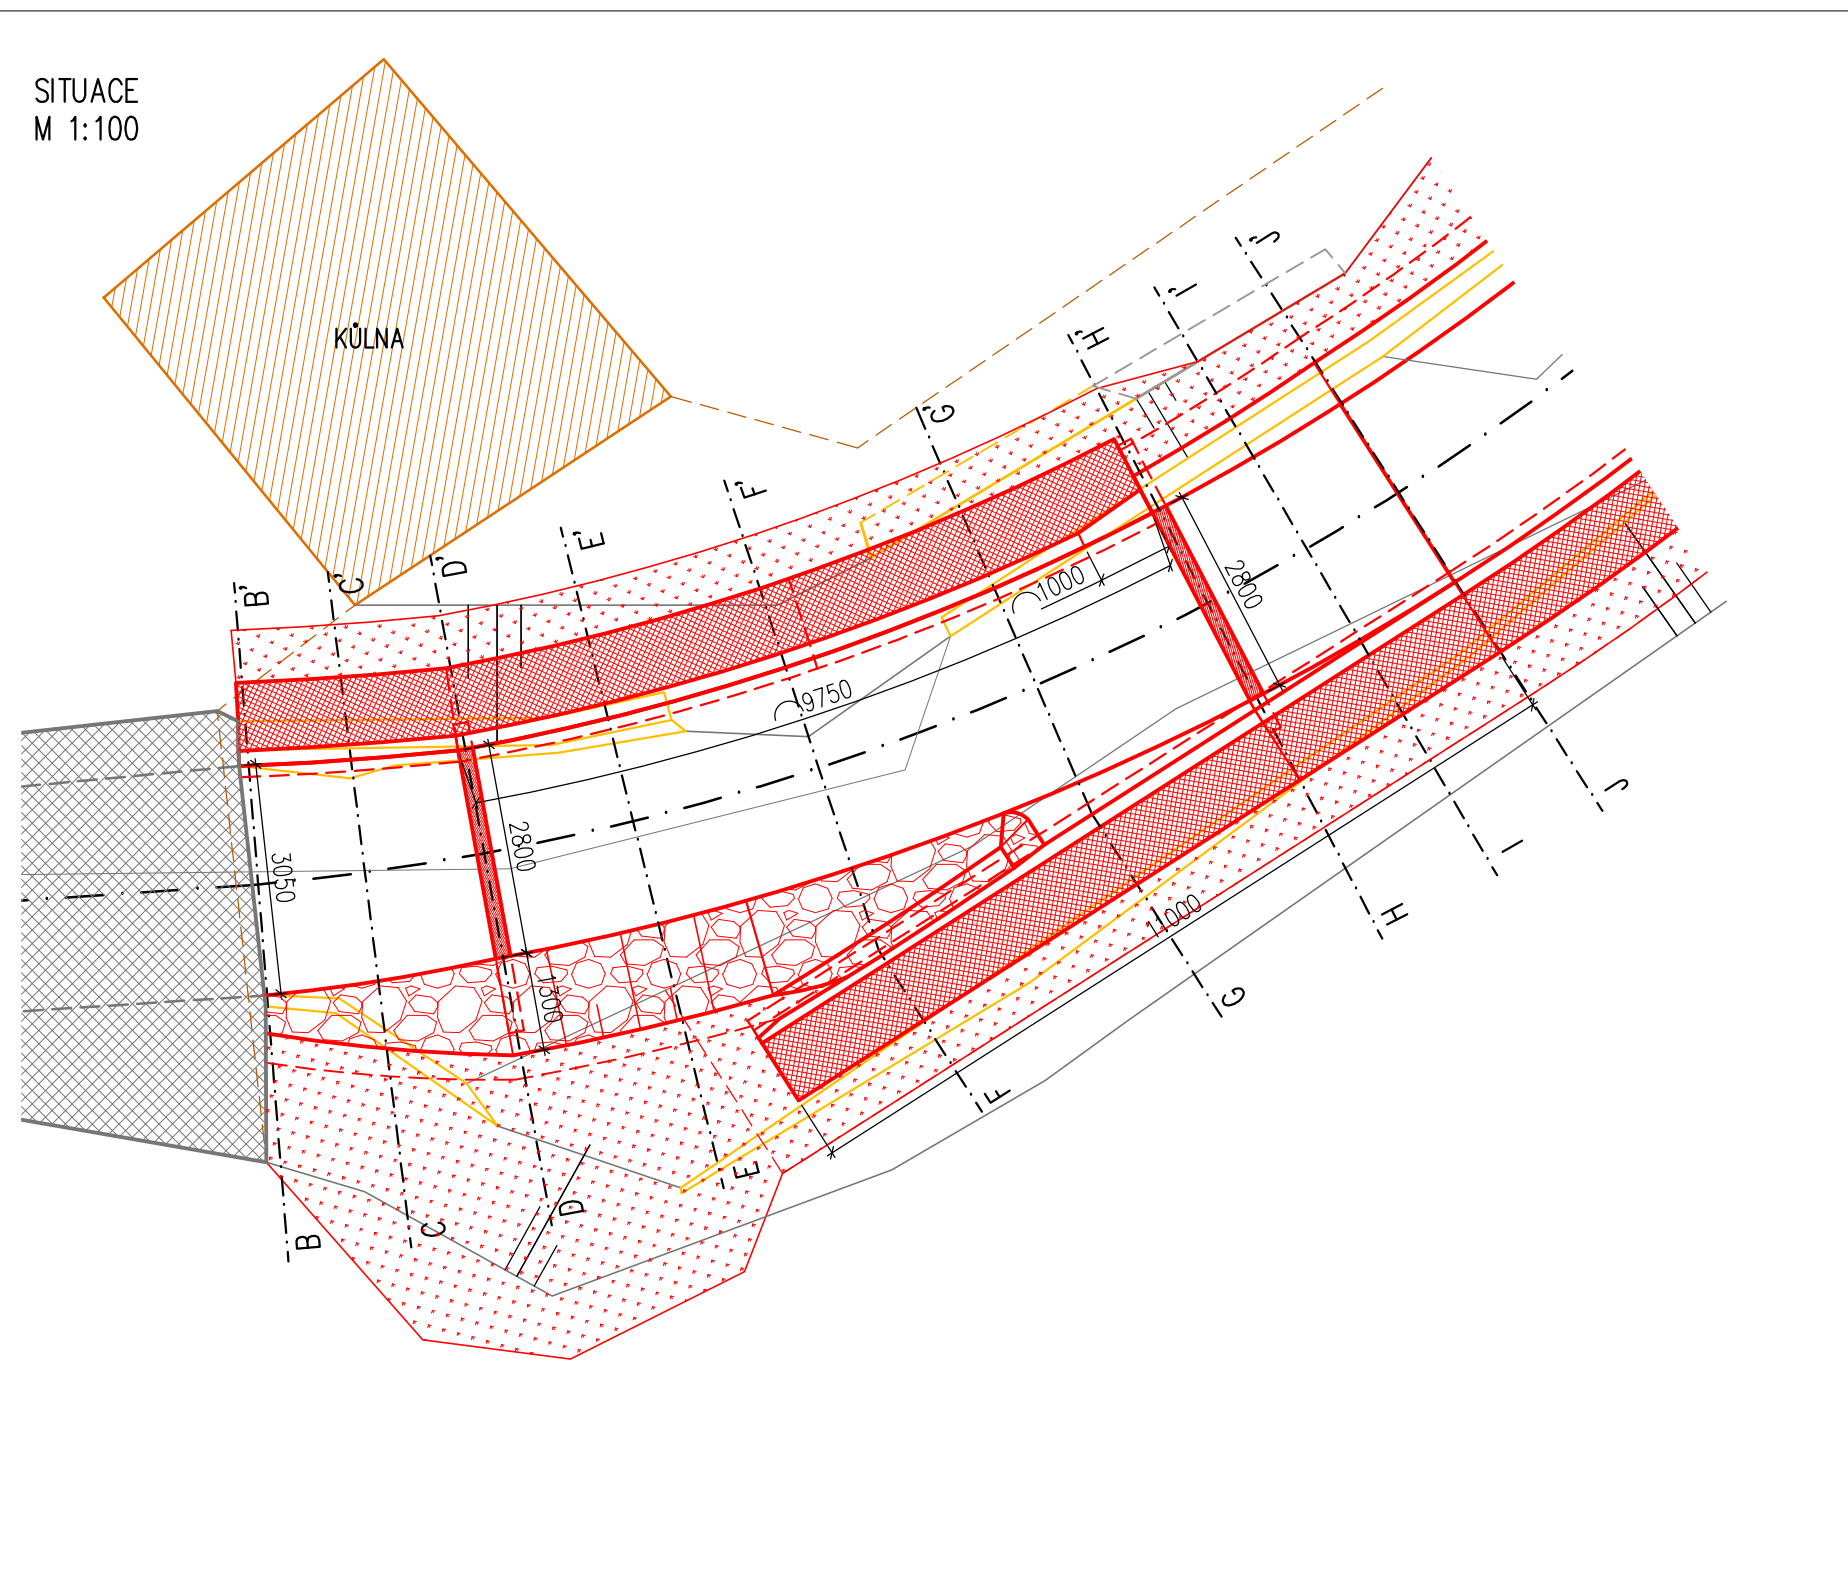 SITUACE
M 1:100
KŮLNA
J'
I'
H'
G'
F'
E'
D'
C'
B'
1000
2800
9750
2800
3050
1300
11000
J
I
H
G
F
E
D
C
B